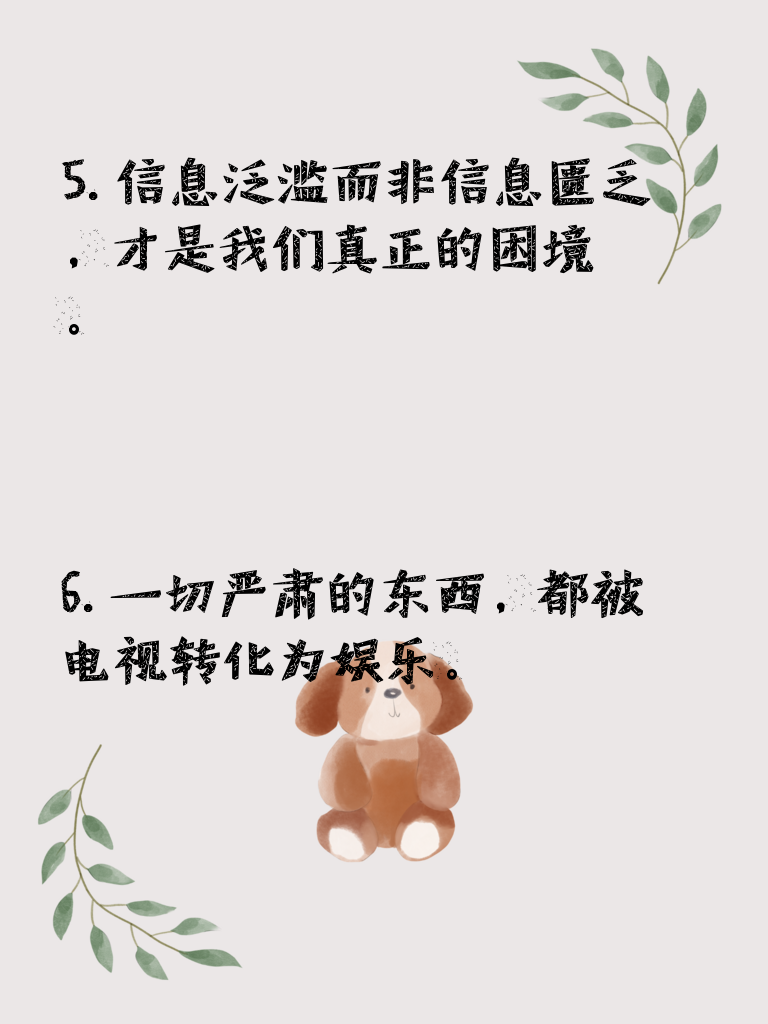 5. 信息泛滥而非信息匮乏
，才是我们真正的困境
。
6. 一切严肃的东西，都被
电视转化为娱乐。